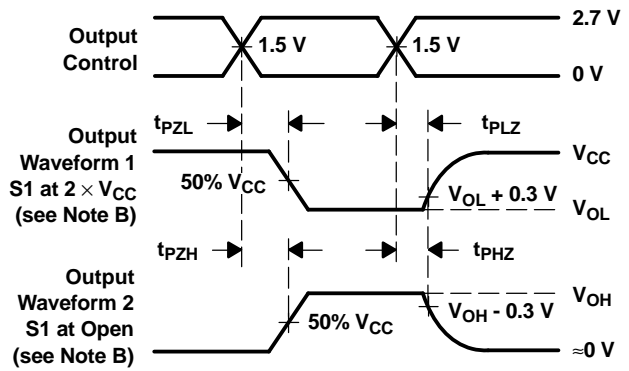 2.7 V
Output
Control
1.5 V
1.5 V
0 V
tPZL
tPLZ
Output
Waveform 1
S1 at 2 × VCC
(see Note B)
50% VCC
VCC
VOL + 0.3 V
VOL
tPZH
tPHZ
Output
Waveform 2
S1 at Open
(see Note B)
50% VCC
VOH
VOH - 0.3 V
≈0 V